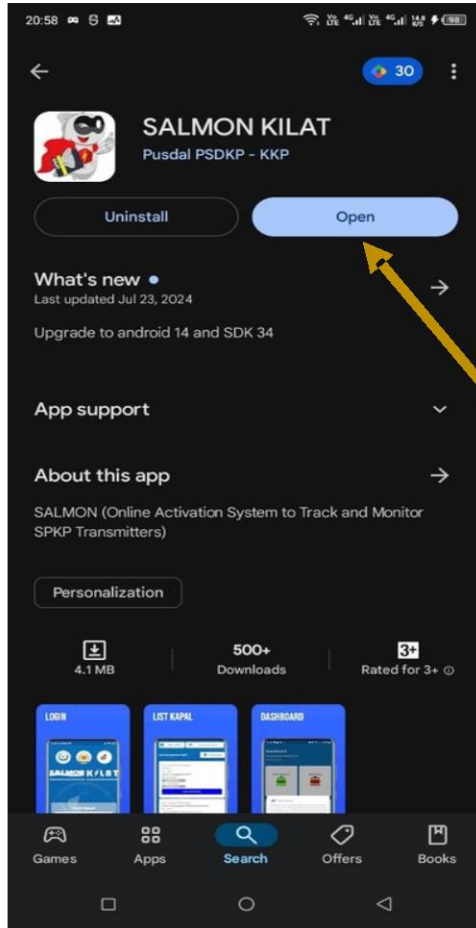 20:58
98
30
SALMON KILAT
Pusdal PSDKP - KKP
Uninstall
Open
What's new
Last updated Jul 23, 2024
Upgrade to android 14 and SDK 34
App support
About this app
SALMON (Online Activation System to Track and Monitor
SPKP Transmitters)
Personalization
500+
3+
4.1 MB
Downloads
Rated for 3+
LOGIN
LIST KAPAL
DASHBOARD
SALMON KILAT
Games
Apps
Search
Offers
Books